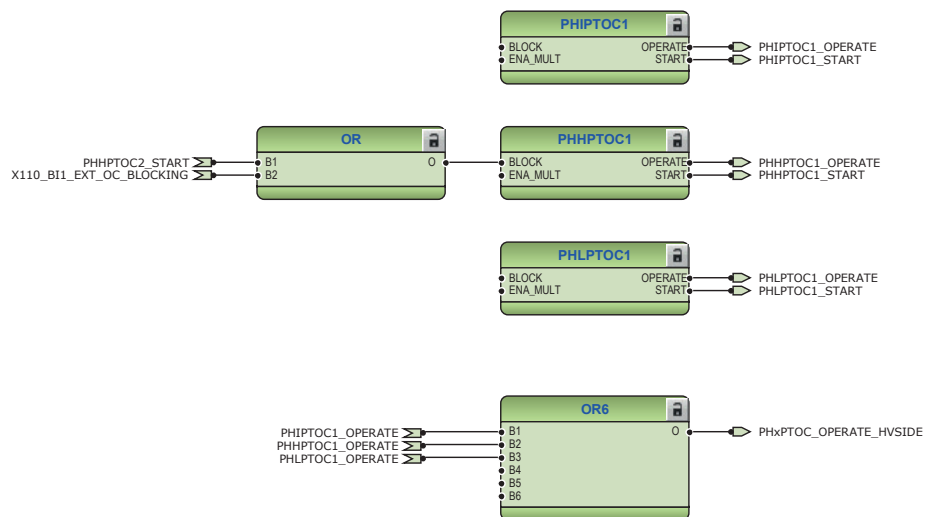 PHIPTOC1
BLOCK OPERATE PHIPTOC1_OPERATE
ENA_MULT START PHIPTOC1_START
OR PHHPTOC1
PHHPTOC2_START B1 O BLOCK OPERATE PHHPTOC1_OPERATE
X110_BI1_EXT_OC_BLOCKING B2 ENA_MULT START PHHPTOC1_START
PHLPTOC1
BLOCK OPERATE PHLPTOC1_OPERATE
ENA_MULT START PHLPTOC1_START
OR6
PHIPTOC1_OPERATE B1 O PHxPTOC_OPERATE_HVSIDE
PHHPTOC1_OPERATE B2
PHLPTOC1_OPERATE B3
B4
B5
B6